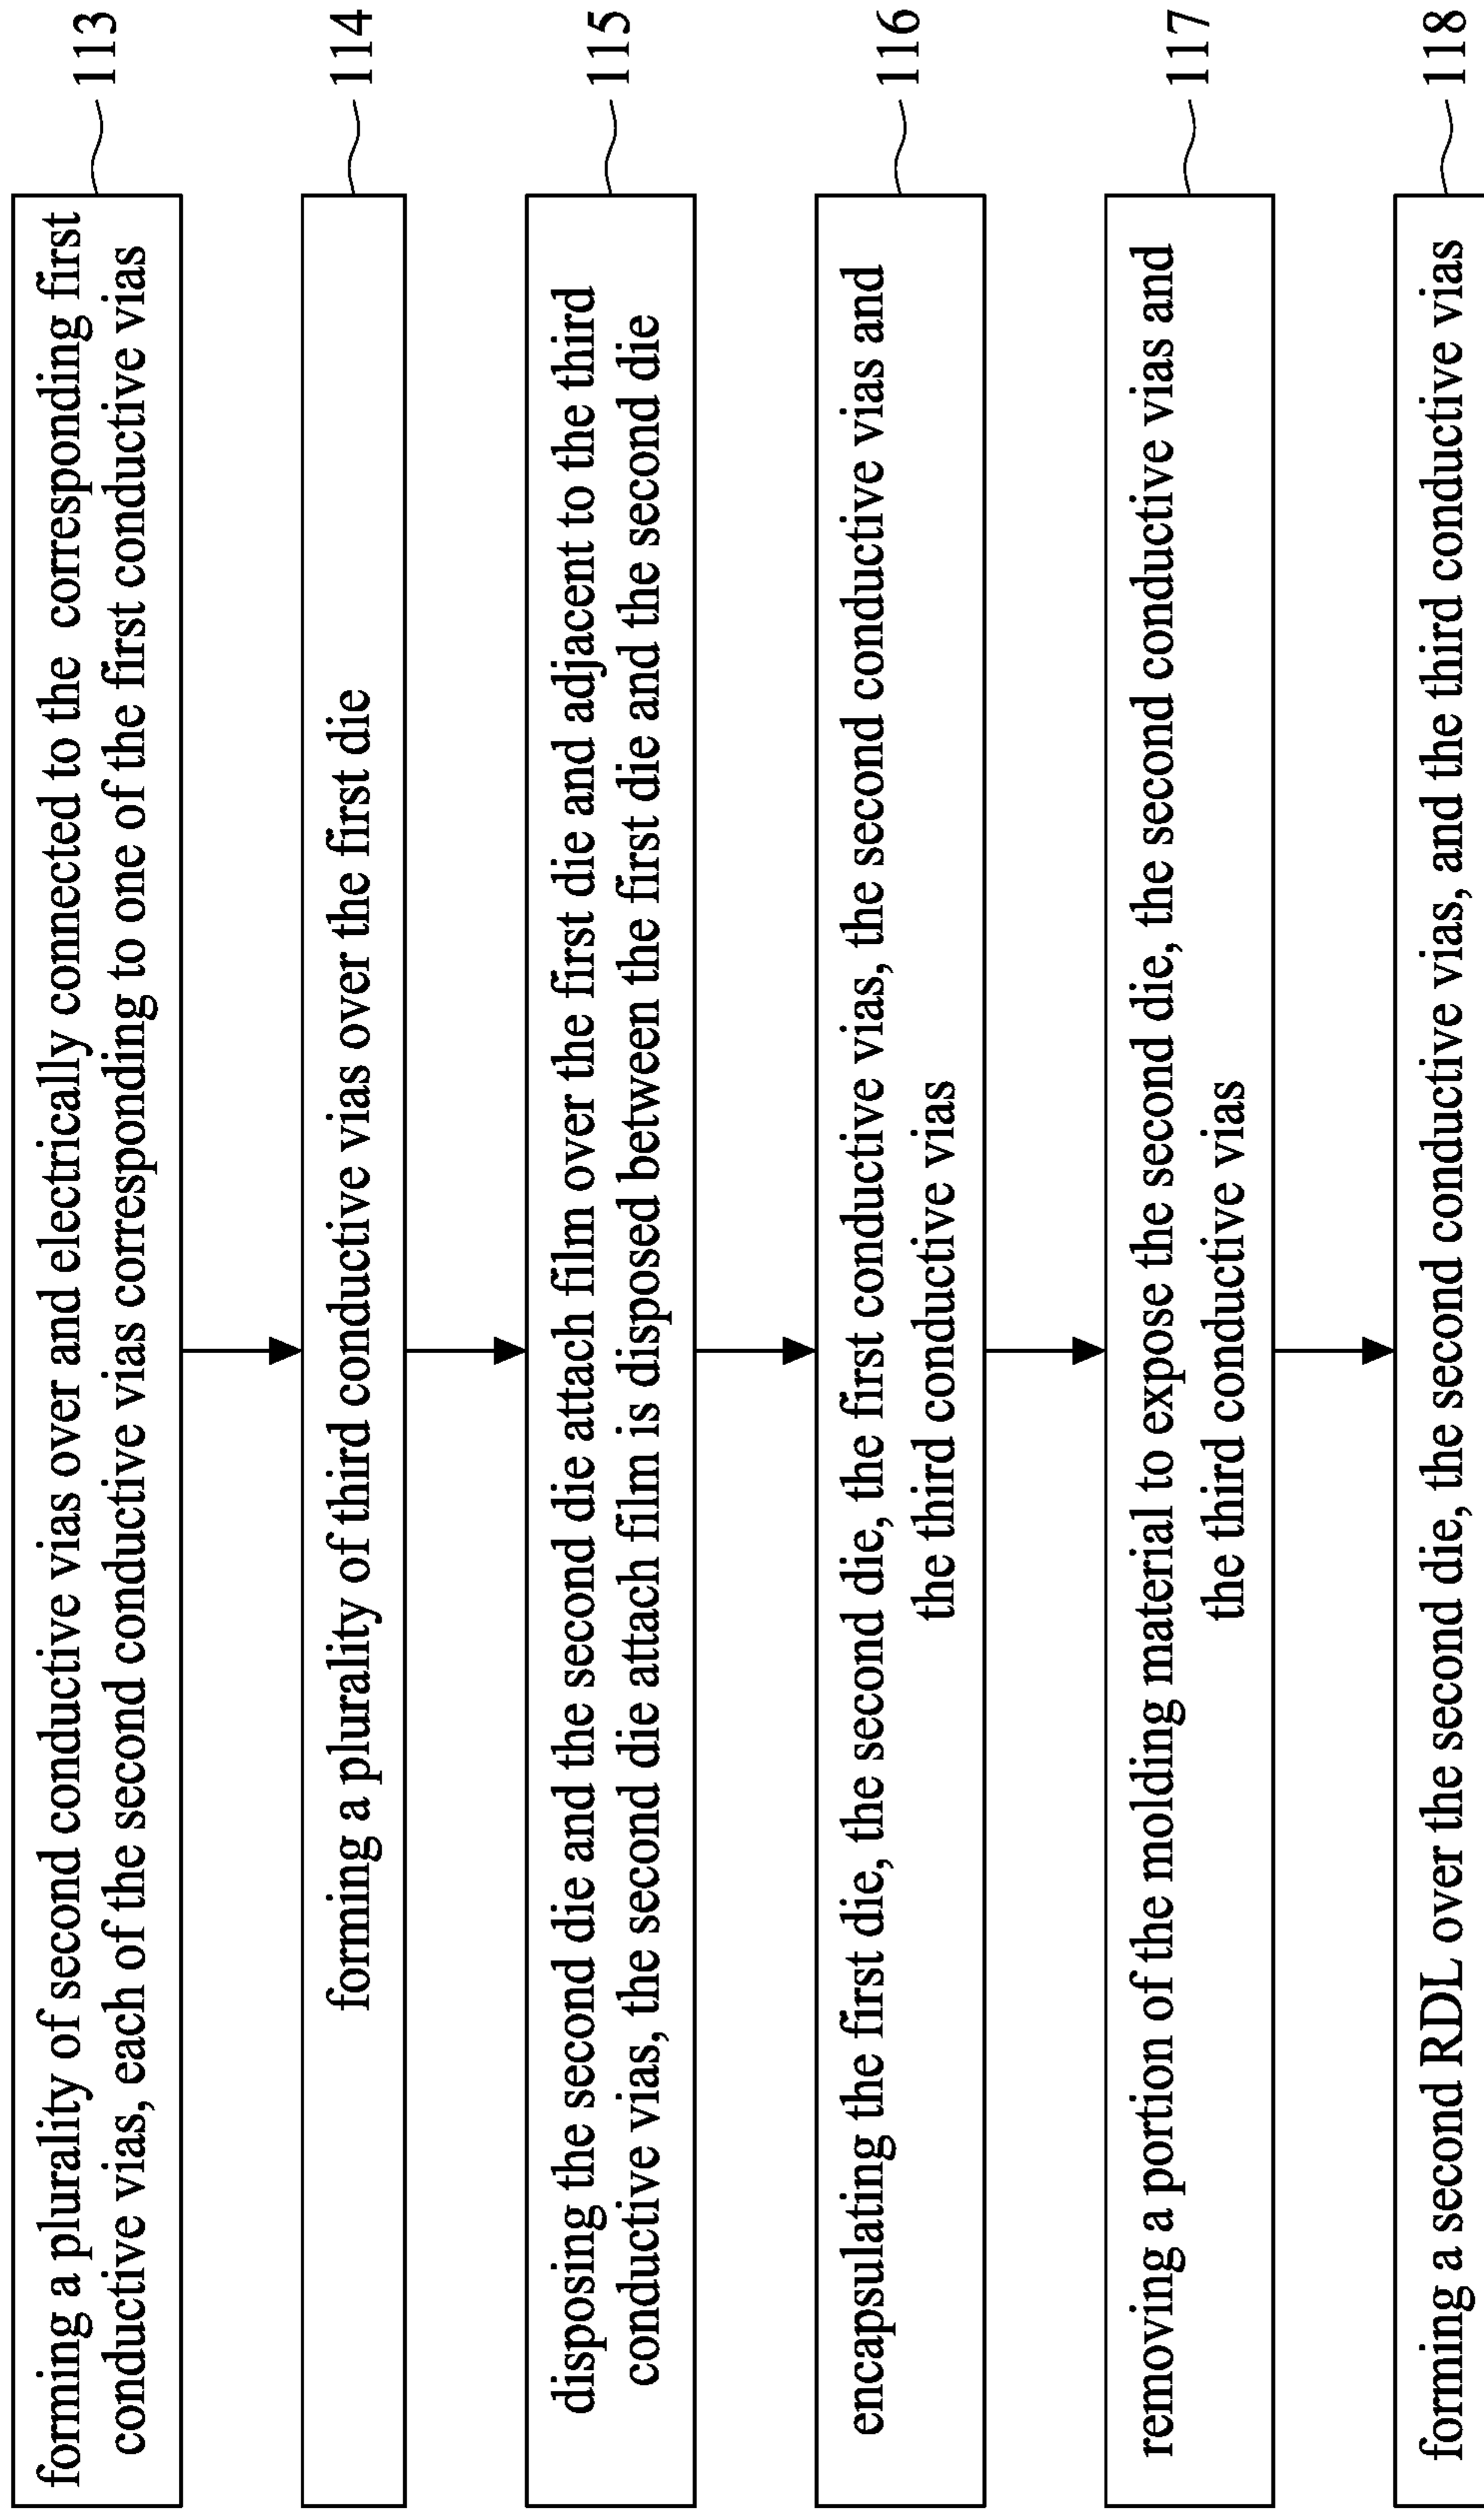 forming a plurality of second conductive vias over and electrically connected to the corresponding first
conductive vias, each of the second conductive vias corresponding to one of the first conductive vias
113
forming a plurality of third conductive vias over the first die
114
disposing the second die and the second die attach film over the first die and adjacent to the third
conductive vias, the second die attach film is disposed between the first die and the second die
115
encapsulating the first die, the second die, the first conductive vias, the second conductive vias and
the third conductive vias
116
removing a portion of the molding material to expose the second die, the second conductive vias and
the third conductive vias
117
forming a second RDL over the second die, the second conductive vias, and the third conductive vias
118